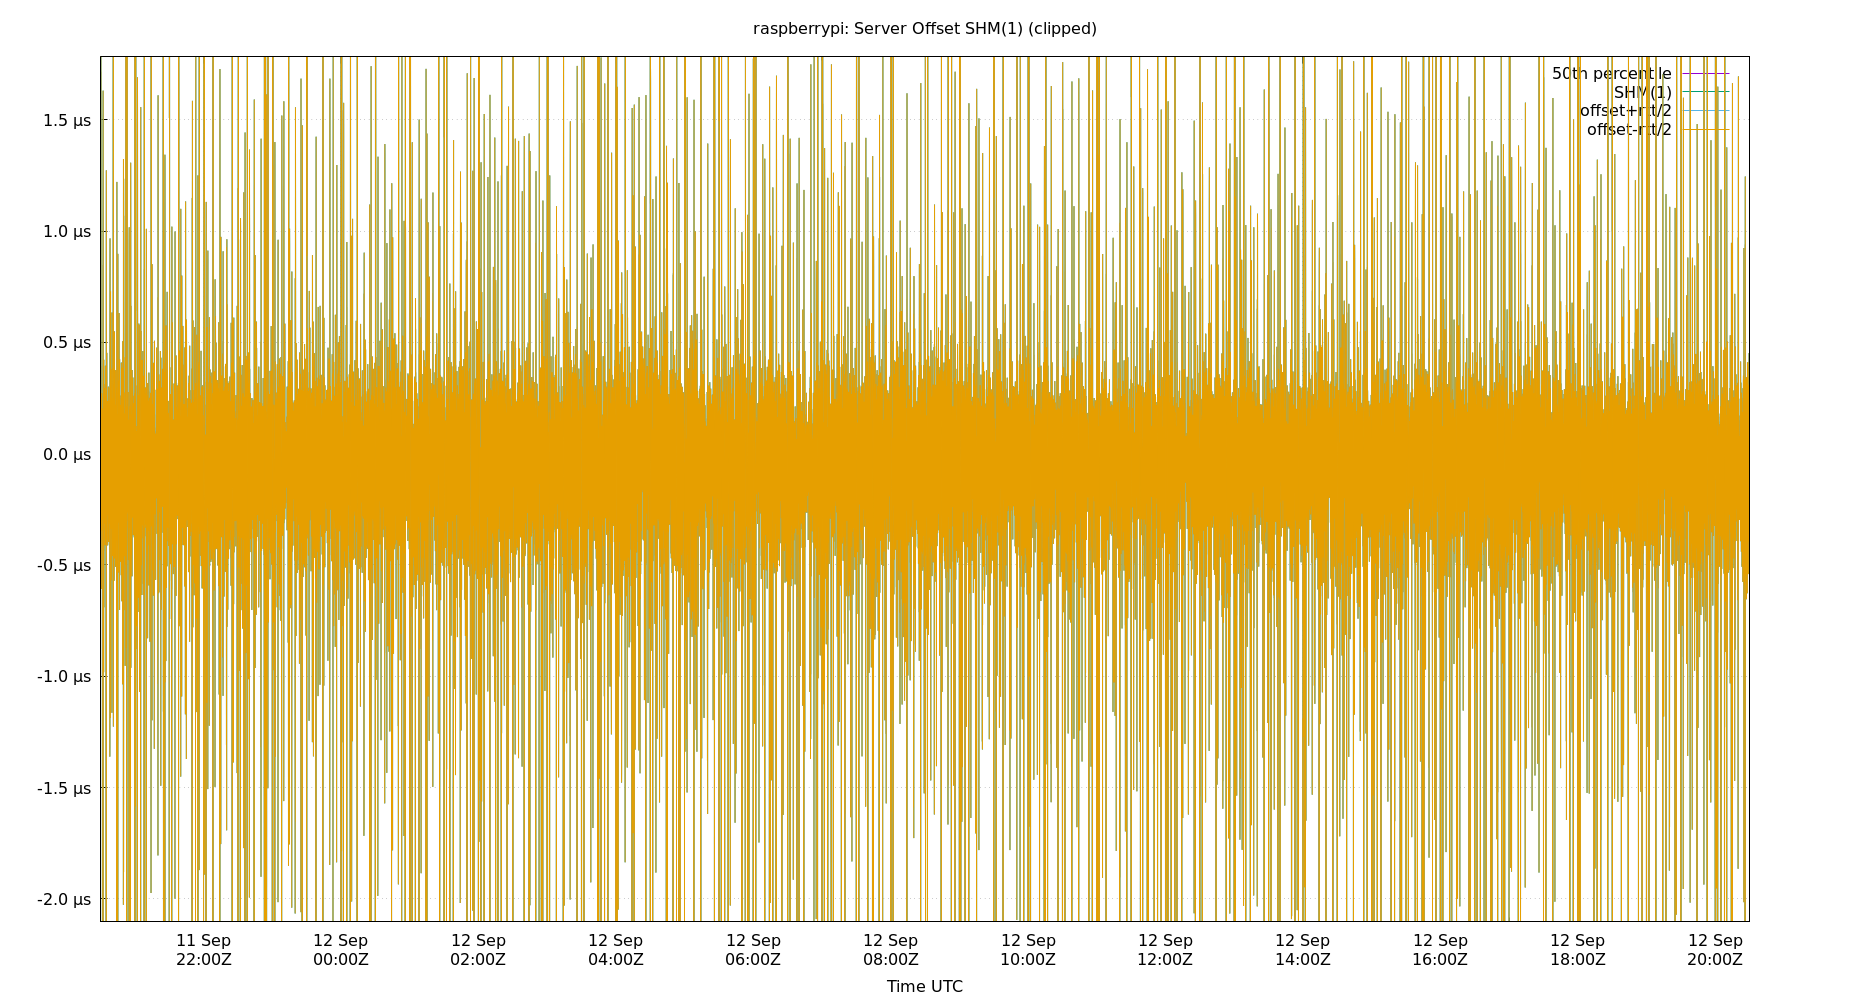 raspberrypi: Server Offset SHM(1) (clipped)
50th percentile
SHM(1)
offset+rtt/2
offset-rtt/2
1.5 µs
1.0 µs
0.5 µs
0.0 µs
-0.5 µs
-1.0 µs
-1.5 µs
-2.0 µs
11 Sep 12 Sep 12 Sep 12 Sep 12 Sep 12 Sep 12 Sep 12 Sep 12 Sep 12 Sep 12 Sep 12 Sep
22:00Z 00:00Z 02:00Z 04:00Z 06:00Z 08:00Z 10:00Z 12:00Z 14:00Z 16:00Z 18:00Z 20:00Z
Time UTC